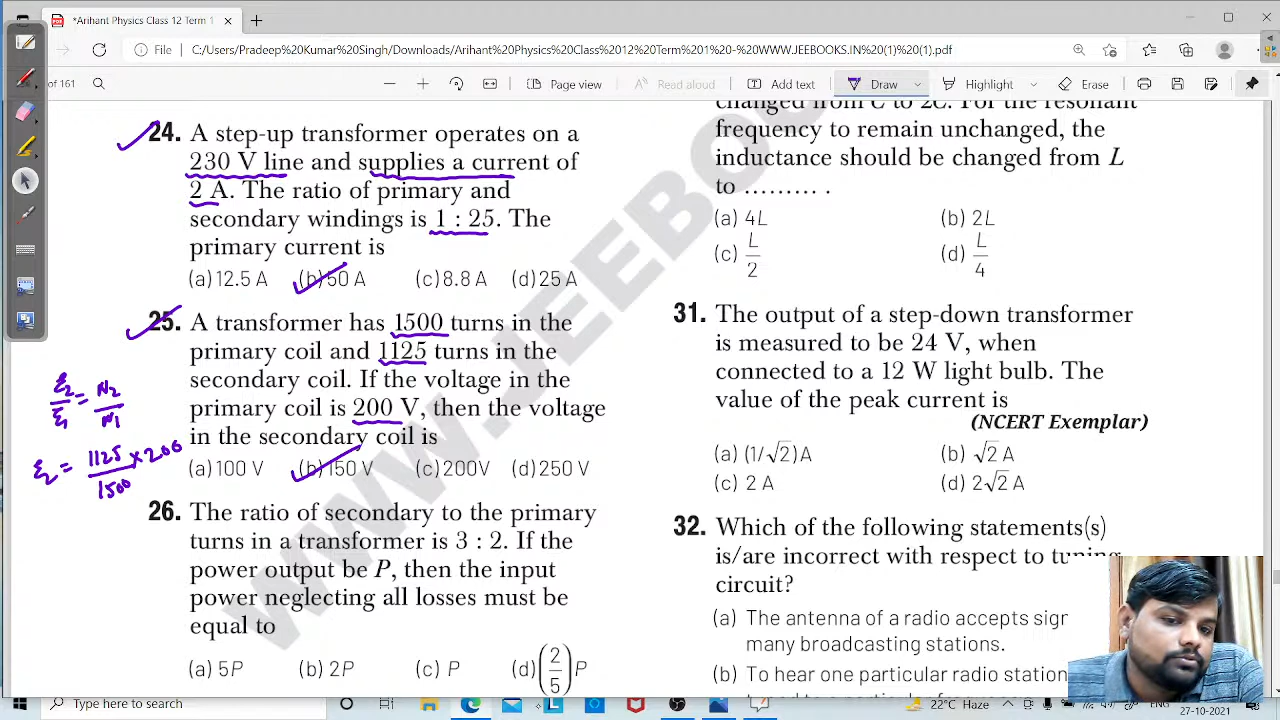 *Arihant Physics Class 12 Term 1
File
C:/Users/Pradeep%20Kumar%20Singh/Downloads/Arihant%20Physics%20Class%2012%20Term%201%20-%20WWW.JEEBOOKS.IN%20(1)%20(1).pdf
of 161
Page view
Read aloud
Add text
Draw
Highlight
Erase
24. A step-up transformer operates on a
230 V line and supplies a current of
2 A. The ratio of primary and
secondary windings is 1 : 25. The
primary current is
(a) 12.5 A (b) 50 A (c) 8.8 A (d) 25 A
25. A transformer has 1500 turns in the
primary coil and 1125 turns in the
secondary coil. If the voltage in the
primary coil is 200 V, then the voltage
in the secondary coil is
(a) 100 V (b) 150 V (c) 200V (d) 250 V
ε2/ε1 = N2/N1
ε2 = 1125/1500 × 200
26. The ratio of secondary to the primary
turns in a transformer is 3 : 2. If the
power output be P, then the input
power neglecting all losses must be
equal to
(a) 5P (b) 2P (c) P (d) (2/5) P
changed from C to 2C. For the resonant
frequency to remain unchanged, the
inductance should be changed from L
to ......... .
(a) 4L (b) 2L
(c) L/2 (d) L/4
31. The output of a step-down transformer
is measured to be 24 V, when
connected to a 12 W light bulb. The
value of the peak current is
(NCERT Exemplar)
(a) (1/√2) A (b) √2 A
(c) 2 A (d) 2√2 A
32. Which of the following statements(s)
is/are incorrect with respect to tuning
circuit?
(a) The antenna of a radio accepts
many broadcasting stations.
(b) To hear one particular radio station
WWW.JEEBOO
Type here to search
22°C Haze
27-10-2021